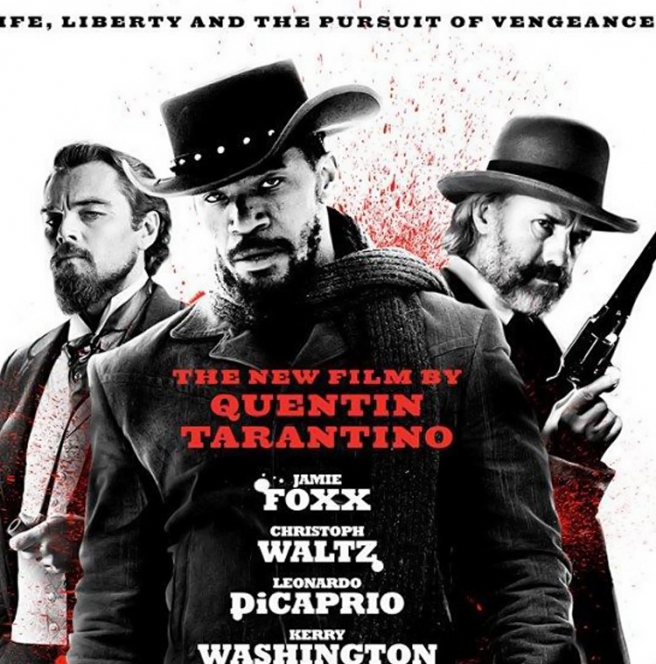 IFE, LIBERTY AND THE PURSUIT OF VENGEANCE
THE NEW FILM BY
QUENTIN
TARANTINO
JAMIE
FOXX
CHRISTOPH
WALTZ
LEONARDO
DiCAPRIO
KERRY
WASHINGTON